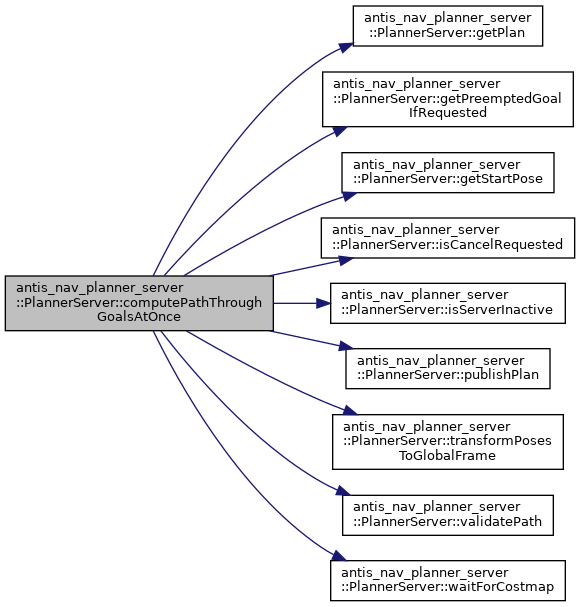 antis_nav_planner_server
::PlannerServer::getPlan
antis_nav_planner_server
::PlannerServer::getPreemptedGoal
IfRequested
antis_nav_planner_server
::PlannerServer::getStartPose
antis_nav_planner_server
::PlannerServer::isCancelRequested
antis_nav_planner_server
::PlannerServer::computePathThrough
GoalsAtOnce
antis_nav_planner_server
::PlannerServer::isServerInactive
antis_nav_planner_server
::PlannerServer::publishPlan
antis_nav_planner_server
::PlannerServer::transformPoses
ToGlobalFrame
antis_nav_planner_server
::PlannerServer::validatePath
antis_nav_planner_server
::PlannerServer::waitForCostmap